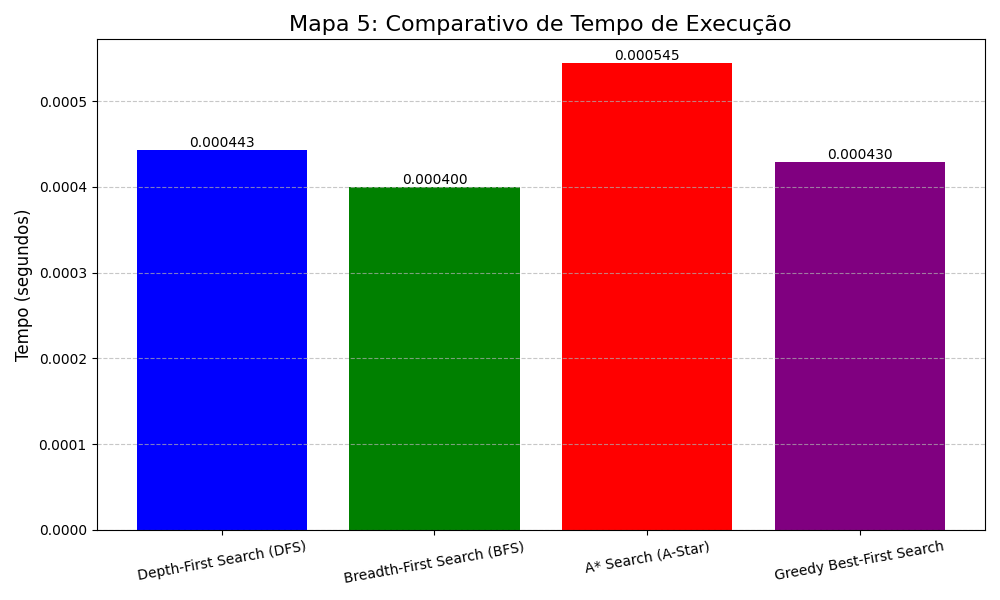 Mapa 5: Comparativo de Tempo de Execução
Tempo (segundos)
0.0005
0.0004
0.0003
0.0002
0.0001
0.0000
0.000443
0.000400
0.000545
0.000430
Depth-First Search (DFS)
Breadth-First Search (BFS)
A* Search (A-Star)
Greedy Best-First Search